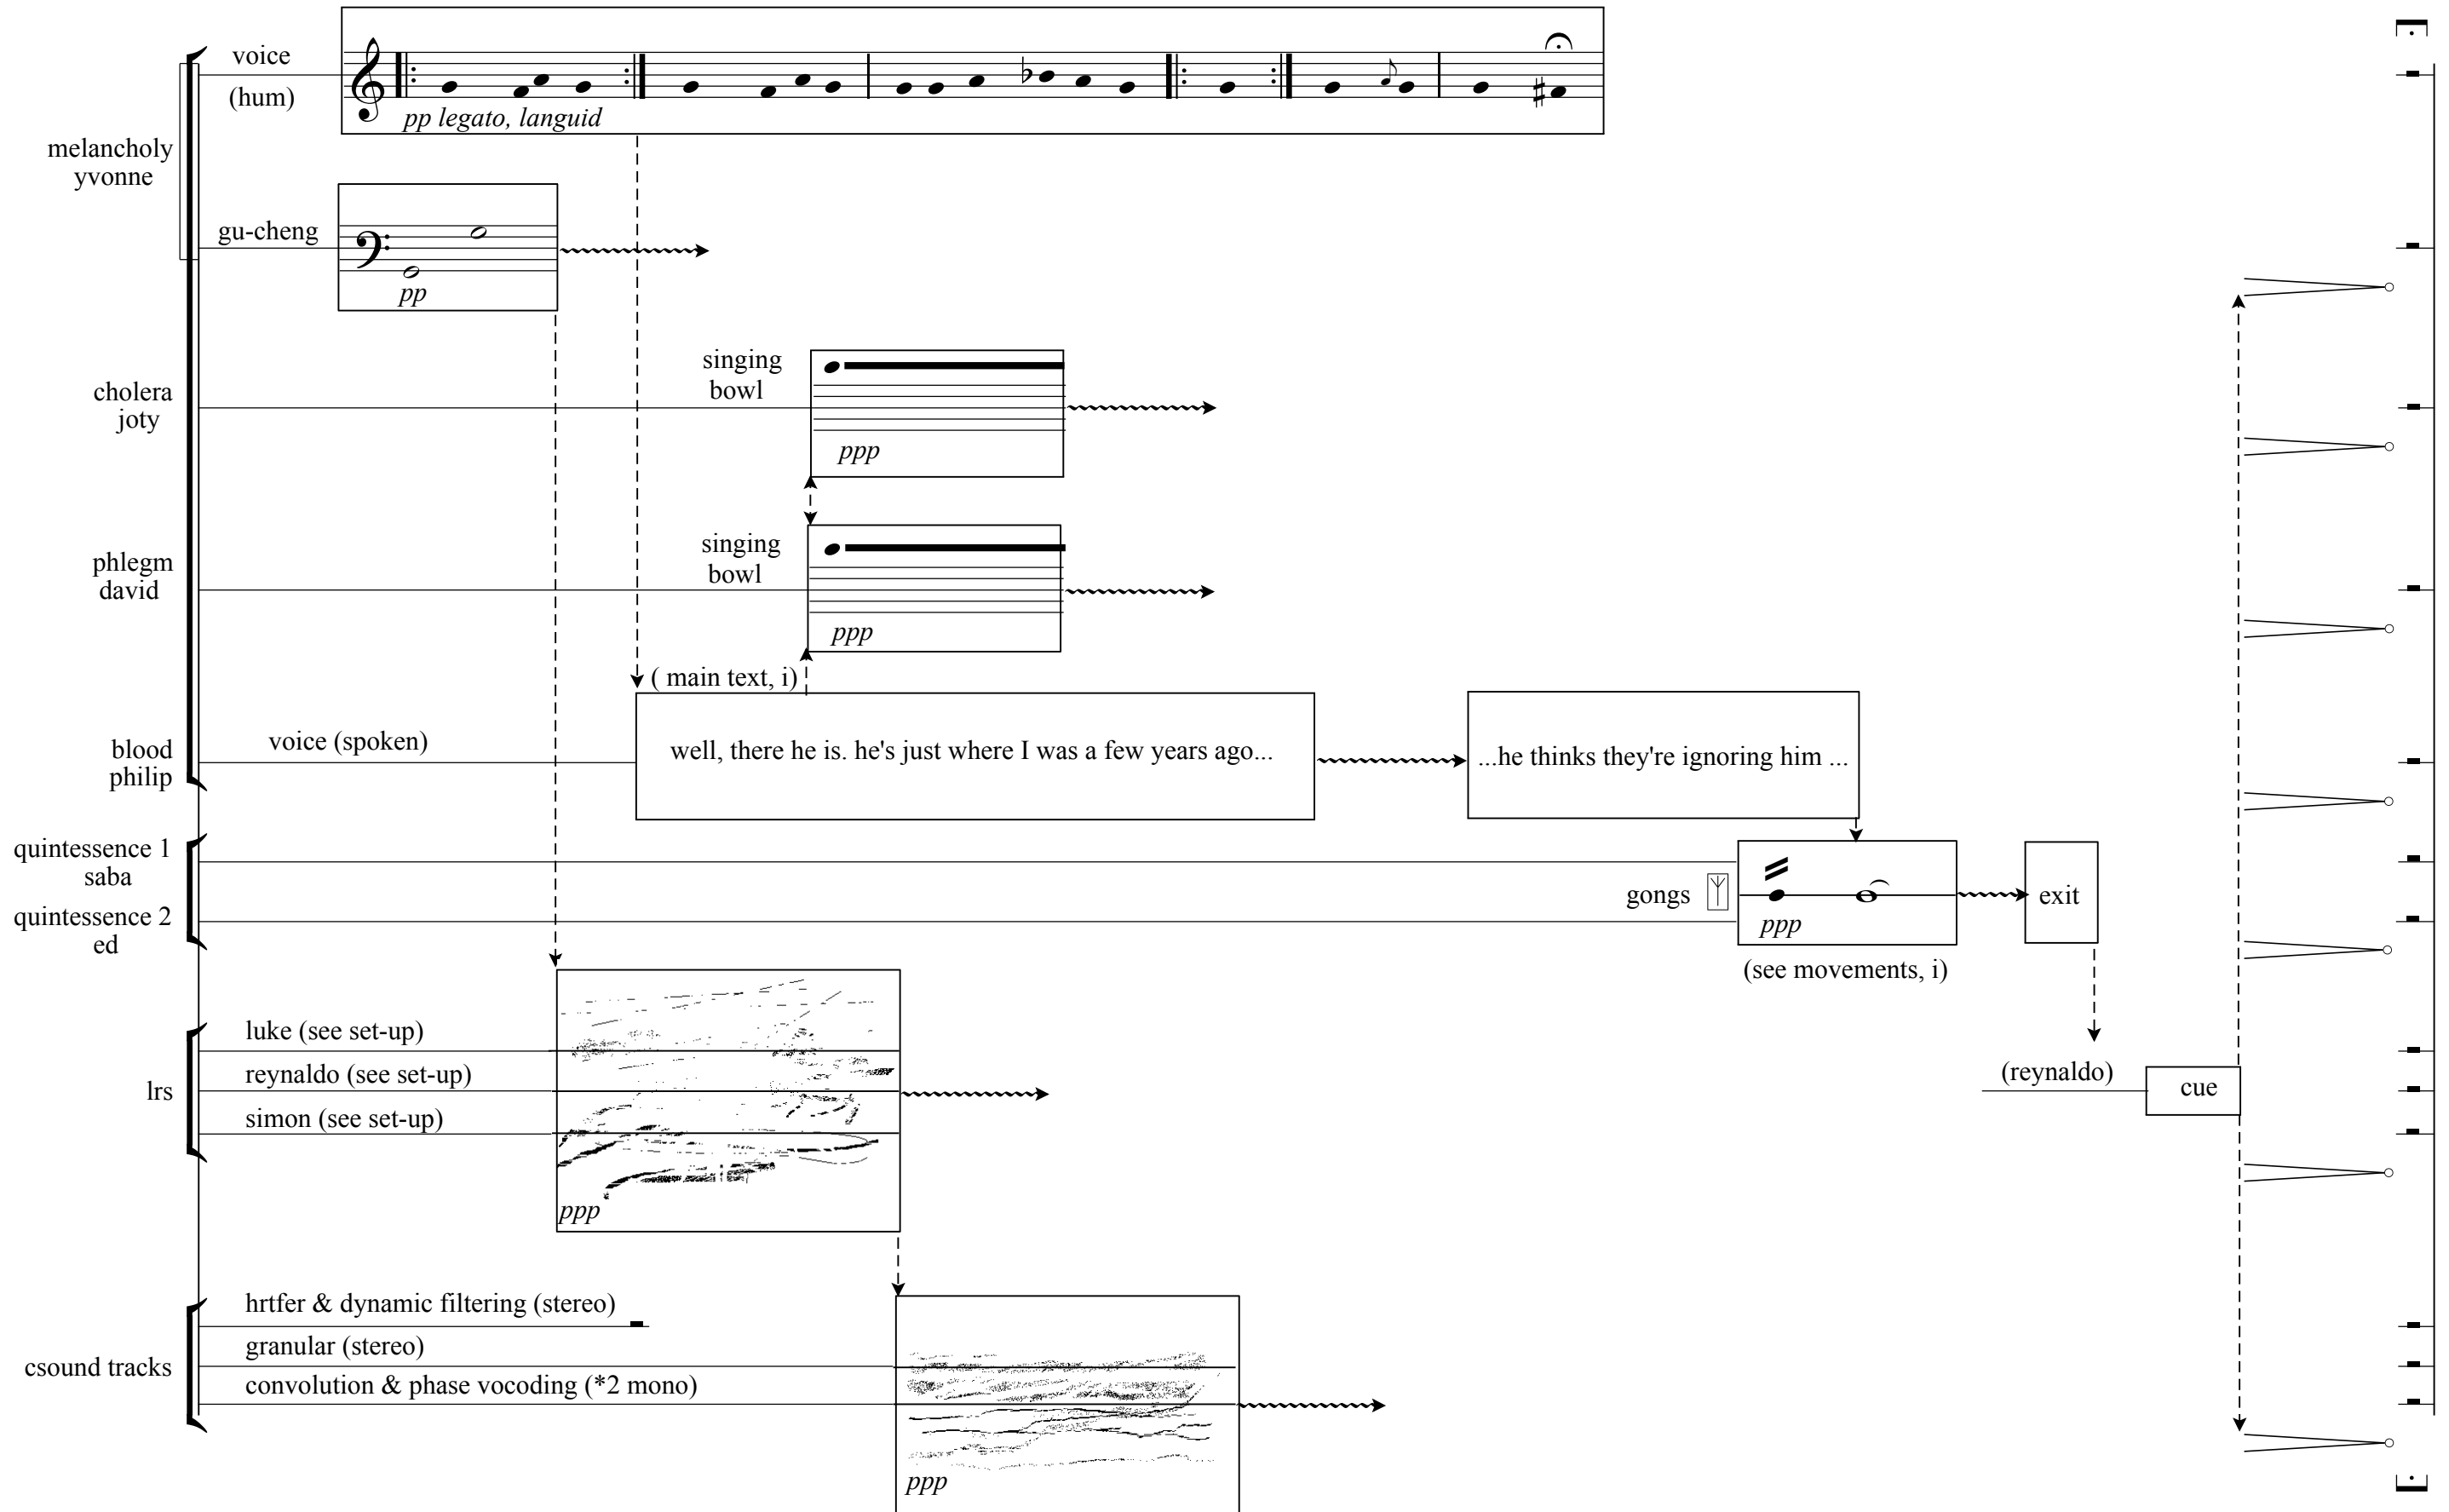 voice
(hum)
pp legato, languid
melancholy
yvonne
gu-cheng
pp
singing
bowl
cholera
joty
ppp
singing
bowl
phlegm
david
ppp
( main text, i)
blood
philip
voice (spoken)
well, there he is. he's just where I was a few years ago...
...he thinks they're ignoring him ...
quintessence 1
saba
quintessence 2
ed
gongs
ppp
exit
(see movements, i)
luke (see set-up)
reynaldo (see set-up)
simon (see set-up)
lrs
(reynaldo)
cue
ppp
hrtfer & dynamic filtering (stereo)
granular (stereo)
csound tracks
convolution & phase vocoding (*2 mono)
ppp